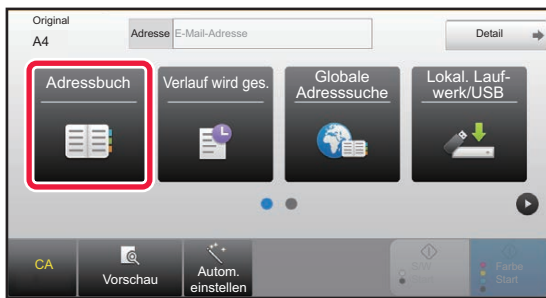 Original
A4
Adresse E-Mail-Adresse
Detail
Adressbuch
Verlauf wird ges.
Globale
Adresssuche
Lokal. Lauf-
werk/USB
CA
Vorschau
Autom.
einstellen
S/W
Start
Farbe
Start